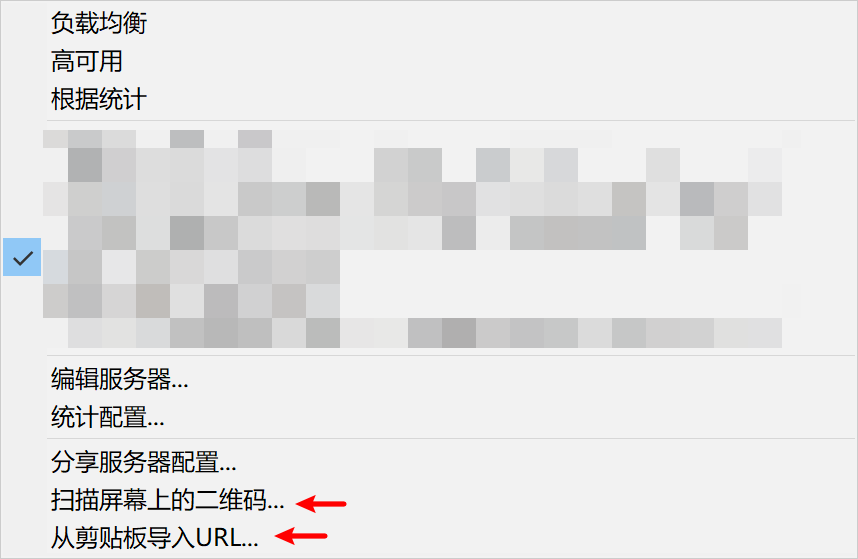 负载均衡
高可用
根据统计
编辑服务器...
统计配置...
分享服务器配置...
扫描屏幕上的二维码...
从剪贴板导入URL...